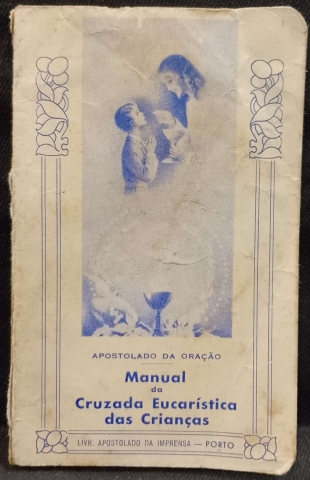 APOSTOLADO DA ORAÇÃO
Manual
da
Cruzada Eucarística
das Crianças
LIVR. APOSTOLADO DA IMPRENSA — PORTO